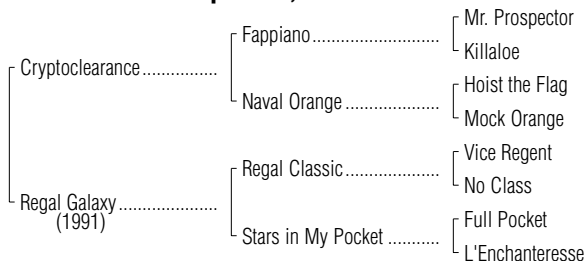 Mr. Prospector
Fappiano
Killaloe
Cryptoclearance
Hoist the Flag
Naval Orange
Mock Orange
Vice Regent
Regal Classic
No Class
Regal Galaxy
(1991)
Full Pocket
Stars in My Pocket
L'Enchanteresse